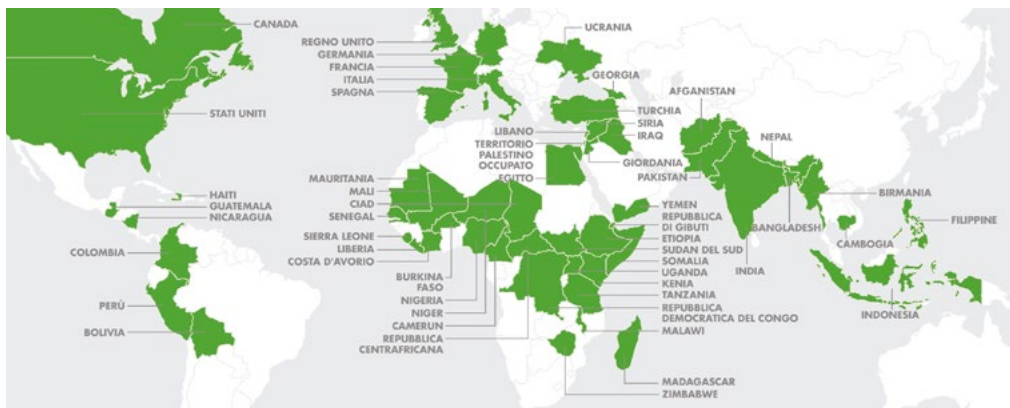 CANADA
REGNO UNITO
GERMANIA
FRANCIA
ITALIA
SPAGNA
STATI UNITI
UCRANIA
GEORGIA
AFGANISTAN
TURCHIA
SIRIA
IRAQ
LIBANO
TERRITORIO
PALESTINO
OCCUPATO
EGITTO
GIORDANIA
NEPAL
PAKISTAN
MAURITANIA
MALI
CIAD
SENEGAL
SIERRA LEONE
LIBERIA
COSTA D'AVORIO
BURKINA
FASO
NIGERIA
NIGER
CAMERUN
REPUBBLICA
CENTRAFRICANA
HAITI
GUATEMALA
NICARAGUA
COLOMBIA
PERÙ
BOLIVIA
YEMEN
REPUBBLICA
DI GIBUTI
ETIOPIA
SUDAN DEL SUD
SOMALIA
UGANDA
KENIA
TANZANIA
REPUBBLICA
DEMOCRATICA DEL CONGO
MALAWI
MADAGASCAR
ZIMBABWE
BIRMANIA
BANGLADESH
INDIA
CAMBOGIA
FILIPPINE
INDONESIA